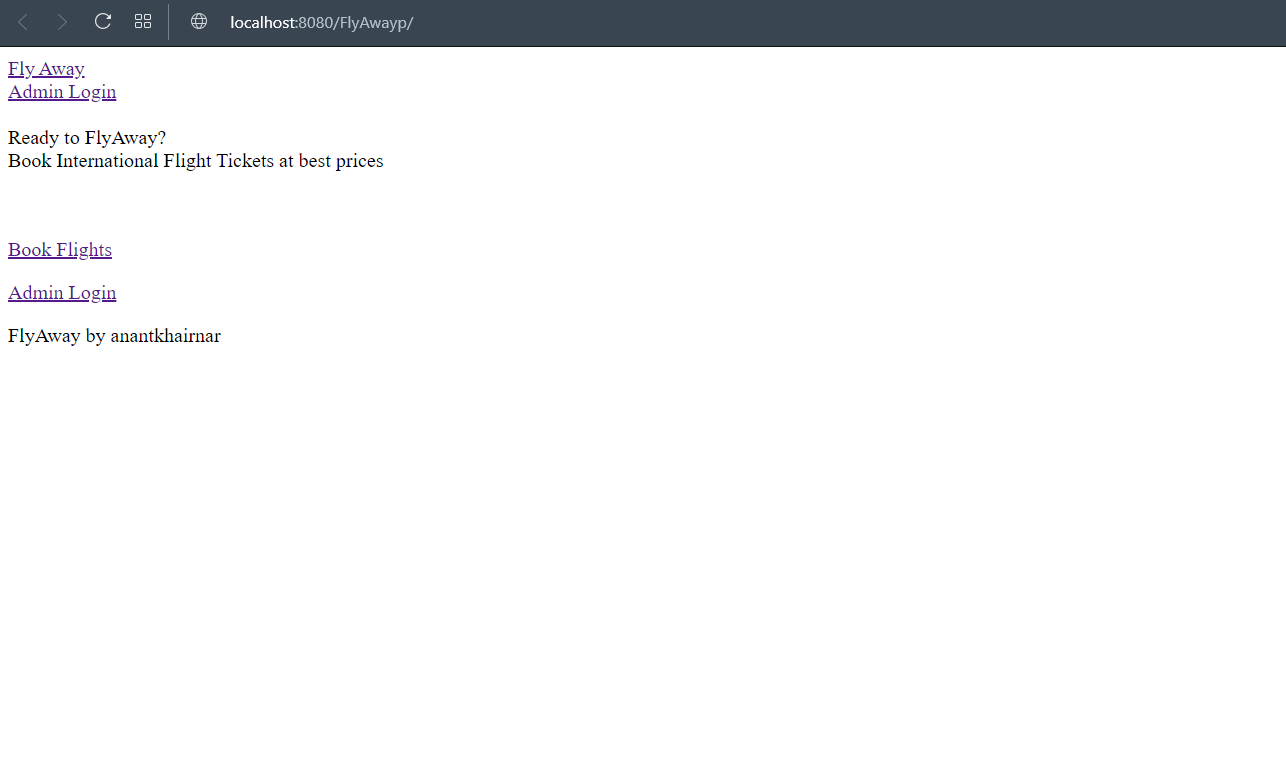 localhost:8080/FlyAwayp/
Fly Away
Admin Login
Ready to FlyAway?
Book International Flight Tickets at best prices
Book Flights
Admin Login
FlyAway by anantkhairnar